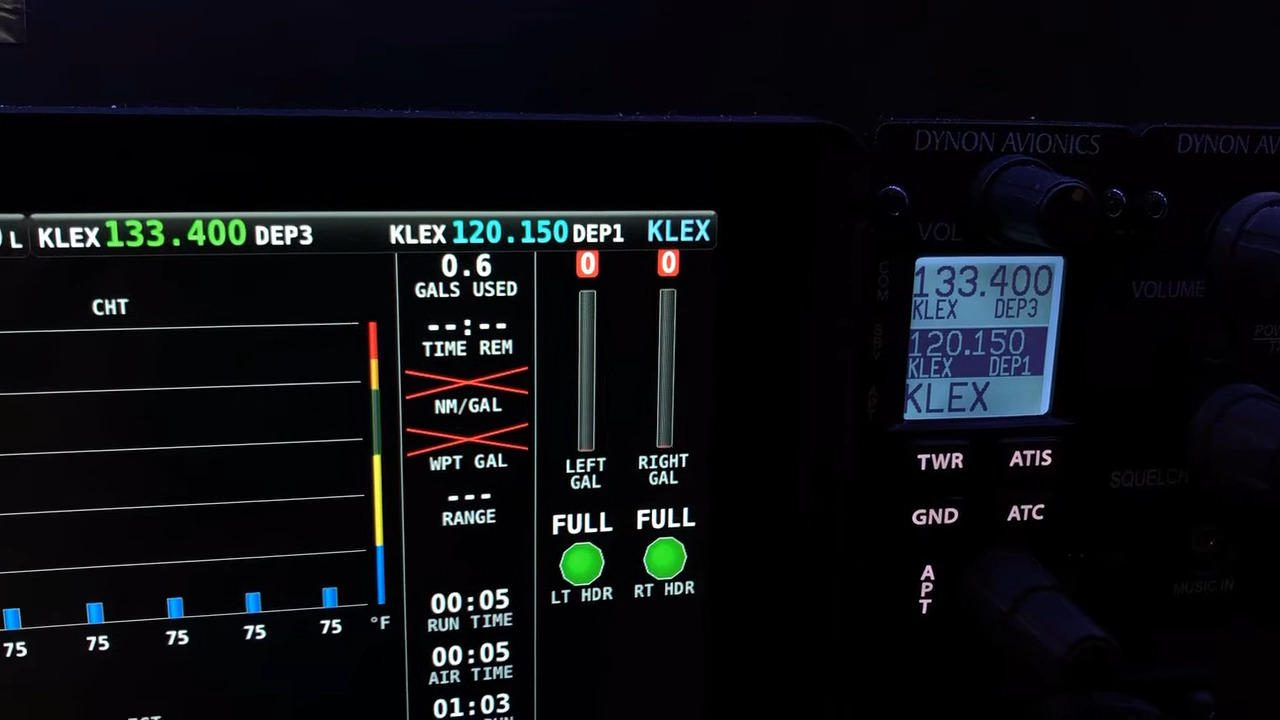 DYNON AVIONICS
DYNON AV
L KLEX 133.400 DEP3 KLEX 120.150 DEP1 KLEX
VOL
VOLUME
0.6
GALS USED
--:--
TIME REM
NM/GAL
WPT GAL
---
RANGE
00:05
RUN TIME
00:05
AIR TIME
01:03
0 0
LEFT GAL
RIGHT GAL
FULL FULL
LT HDR RT HDR
CHT
75 75 75 75 75
°F
133.400
KLEX DEP3
120.150
KLEX DEP1
KLEX
TWR ATIS
GND ATC
APT
SQUELCH
MUSIC IN